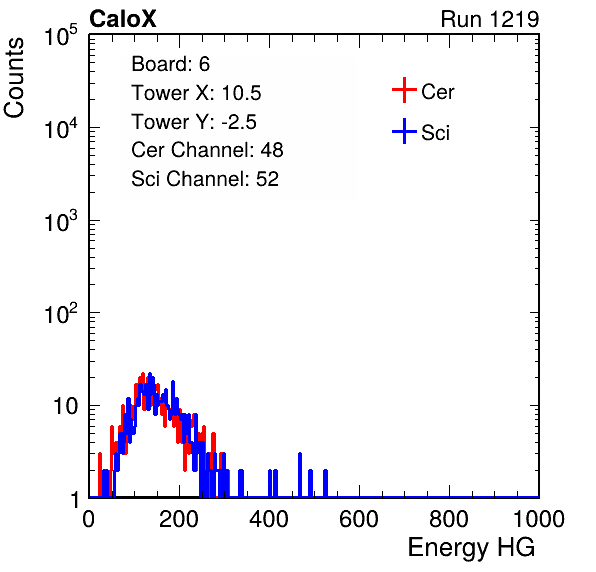 CaloX Run 1219
Counts
Board: 6
Tower X: 10.5
Tower Y: -2.5
Cer Channel: 48
Sci Channel: 52
Cer
Sci
10^5
10^4
10^3
10^2
10
1
0 200 400 600 800 1000
Energy HG